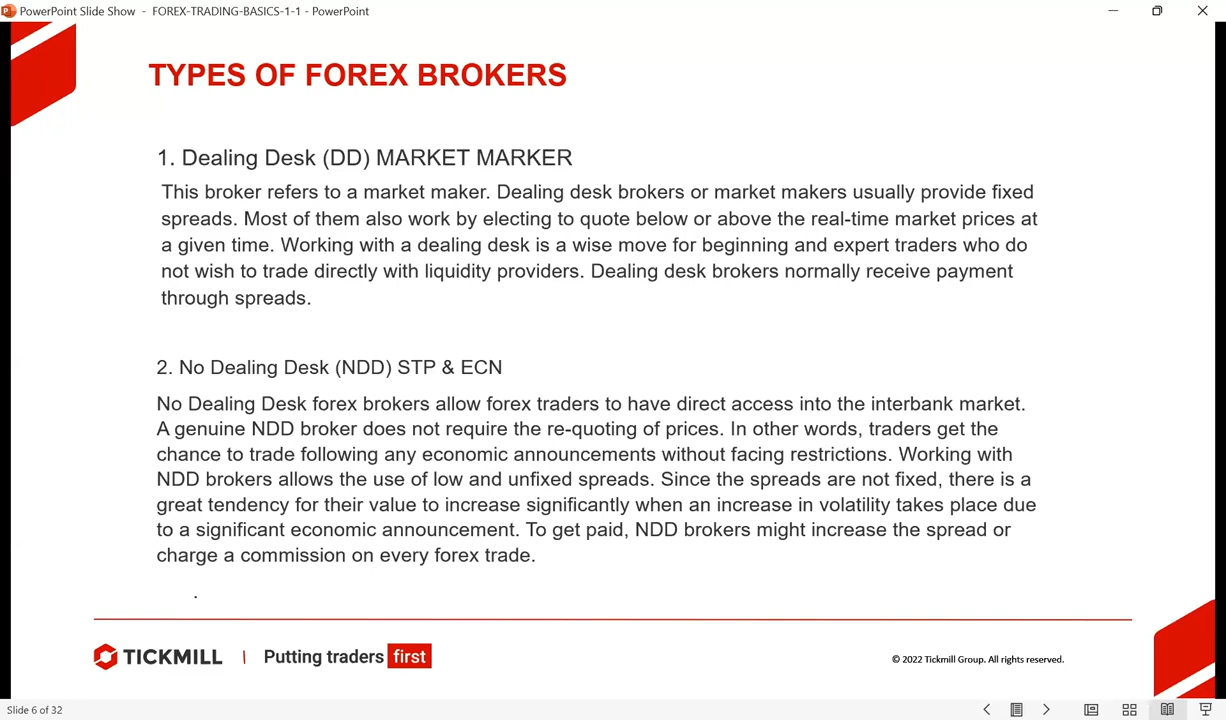 PowerPoint Slide Show - FOREX-TRADING-BASICS-1-1 - PowerPoint
TYPES OF FOREX BROKERS
1. Dealing Desk (DD) MARKET MARKER
This broker refers to a market maker. Dealing desk brokers or market makers usually provide fixed
spreads. Most of them also work by electing to quote below or above the real-time market prices at
a given time. Working with a dealing desk is a wise move for beginning and expert traders who do
not wish to trade directly with liquidity providers. Dealing desk brokers normally receive payment
through spreads.
2. No Dealing Desk (NDD) STP & ECN
No Dealing Desk forex brokers allow forex traders to have direct access into the interbank market.
A genuine NDD broker does not require the re-quoting of prices. In other words, traders get the
chance to trade following any economic announcements without facing restrictions. Working with
NDD brokers allows the use of low and unfixed spreads. Since the spreads are not fixed, there is a
great tendency for their value to increase significantly when an increase in volatility takes place due
to a significant economic announcement. To get paid, NDD brokers might increase the spread or
charge a commission on every forex trade.
.
TICKMILL | Putting traders first
© 2022 Tickmill Group. All rights reserved.
Slide 6 of 32